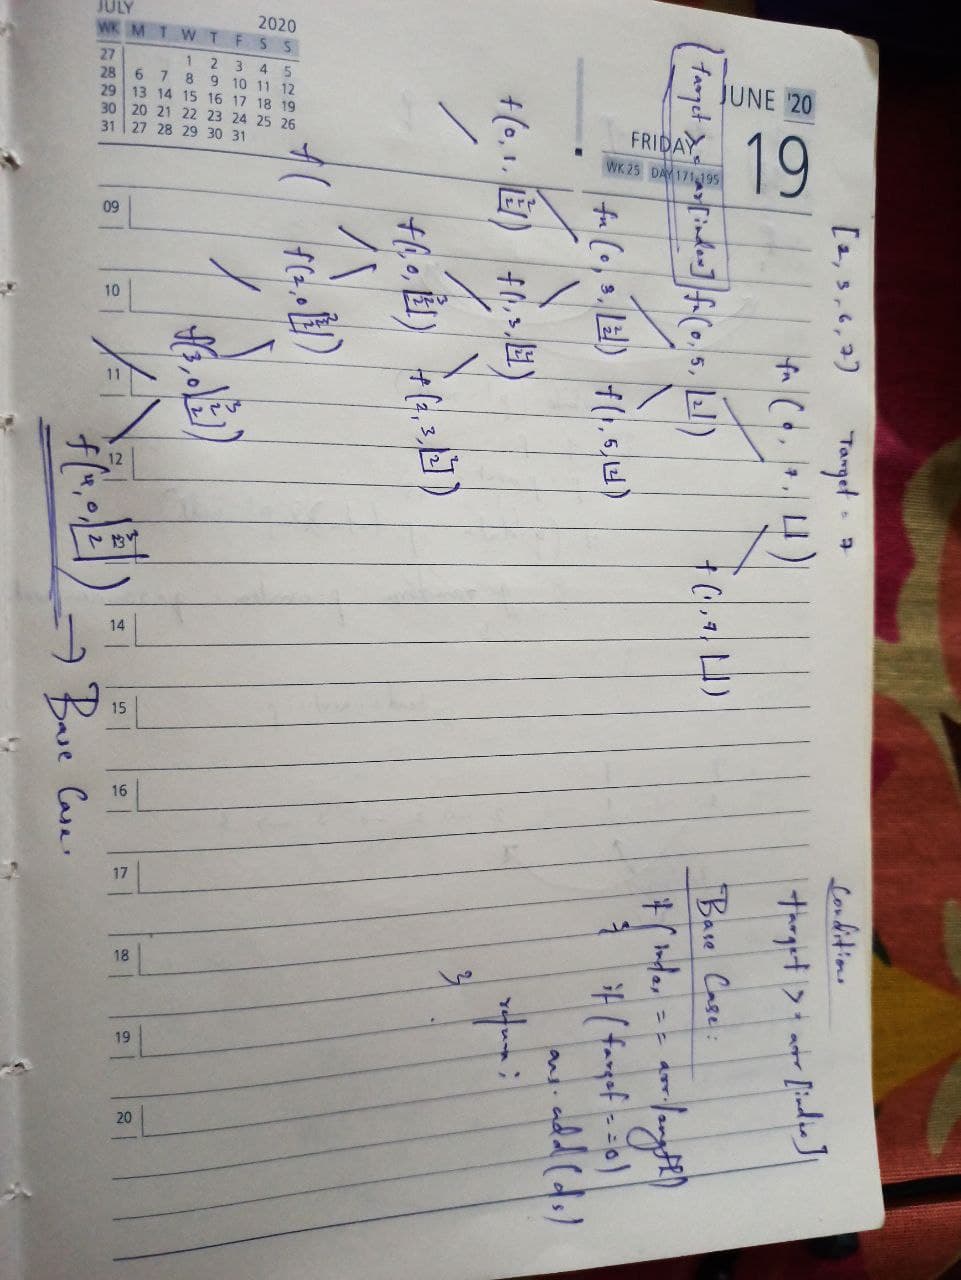 JULY 2020
WK M T W T F S S
27 1 2 3 4 5
28 6 7 8 9 10 11 12
29 13 14 15 16 17 18 19
30 20 21 22 23 24 25 26
31 27 28 29 30 31
JUNE '20
FRIDAY 19
WK 25 DAY 171-195
09
10
11
12
14
15
16
17
18
19
20
[2, 3, 6, 7] Target = 7
fn (0, 7, )
(target >= arr[index]) fn(0, 5, 2)
f(1, 7, )
fn (0, 3, 2 2)
f(1, 5, 2)
f(0, 1, 2 2 2)
f(1, 3, 2 2)
f(1, 0, 3 2 2)
f(2, 3, 2 2)
f(
f(2, 0, 3 2 2)
f(3, 0, 3 2 2)
f(4, 0, 3 2 2) → Base Case.
Condition
target >= arr[index]
Base Case:
if (index == arr.length)
{ if (target == 0)
ans.add(ds)
return;
}